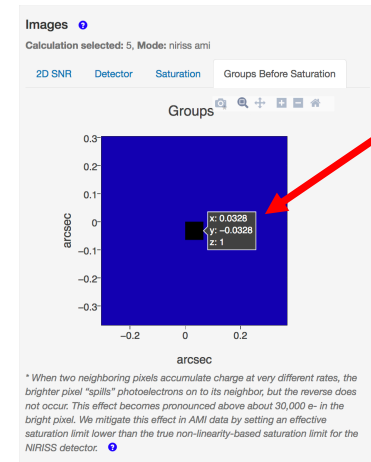 Images ?
Calculation selected: 5, Mode: niriss ami
2D SNR Detector Saturation Groups Before Saturation
Groups
0.3
0.2
0.1
0
−0.1
−0.2
−0.3
arcsec
x: 0.0328
y: −0.0328
z: 1
−0.2 0 0.2
arcsec
* When two neighboring pixels accumulate charge at very different rates, the
brighter pixel “spills” photoelectrons on to its neighbor, but the reverse does
not occur. This effect becomes pronounced above about 30,000 e- in the
bright pixel. We mitigate this effect in AMI data by setting an effective
saturation limit lower than the true non-linearity-based saturation limit for the
NIRISS detector. ?